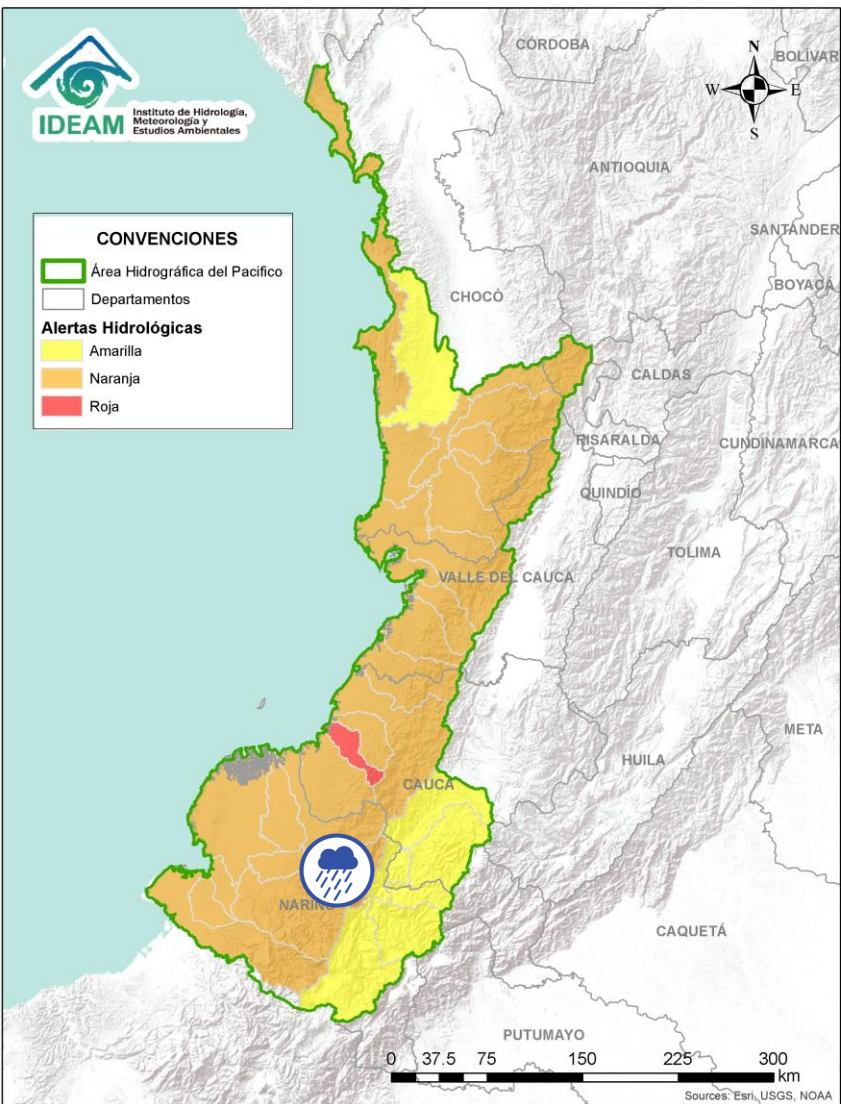 IDEAM
Instituto de Hidrología,
Meteorología y
Estudios Ambientales
N
W
E
S
CÓRDOBA
BOLÍVAR
ANTIOQUIA
SANTANDER
BOYACÁ
CHOCÓ
CONVENCIONES
Área Hidrográfica del Pacifico
Departamentos
Alertas Hidrológicas
Amarilla
Naranja
Roja
CALDAS
RISARALDA
CUNDINAMARCA
QUINDÍO
TOLIMA
VALLE DEL CAUCA
META
HUILA
CAUCA
NARIÑO
CAQUETÁ
PUTUMAYO
0 37.5 75 150 225 300
km
Sources: Esri, USGS, NOAA